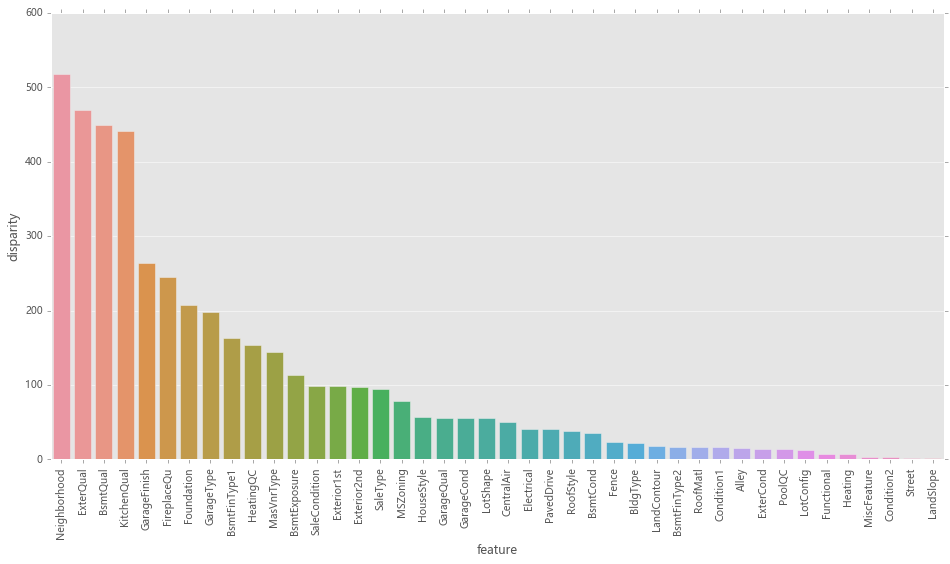 600
500
400
300
200
100
0
disparity
Neighborhood
ExterQual
BsmtQual
KitchenQual
GarageFinish
FireplaceQu
Foundation
GarageType
BsmtFinType1
HeatingQC
MasVnrType
BsmtExposure
SaleCondition
Exterior1st
Exterior2nd
SaleType
MSZoning
HouseStyle
GarageQual
GarageCond
LotShape
CentralAir
Electrical
PavedDrive
RoofStyle
BsmtCond
Fence
BldgType
LandContour
BsmtFinType2
RoofMatl
Condition1
Alley
ExterCond
PoolQC
LotConfig
Functional
Heating
MiscFeature
Condition2
Street
LandSlope
feature